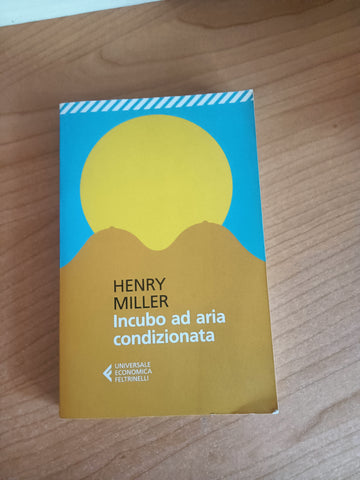 HENRY
MILLER
Incubo ad aria
condizionata
UNIVERSALE
ECONOMICA
FELTRINELLI